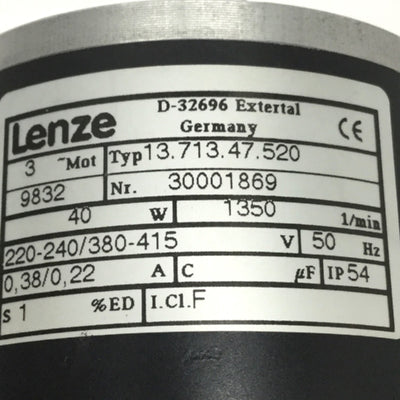 Lenze D-32696 Extertal
Germany CE
3 ~Mot Typ 13.713.47.520
9832 Nr. 30001869
40 W 1350 1/min
220-240/380-415 V 50 Hz
0,38/0,22 A C µF IP 54
S 1 %ED I.Cl.F